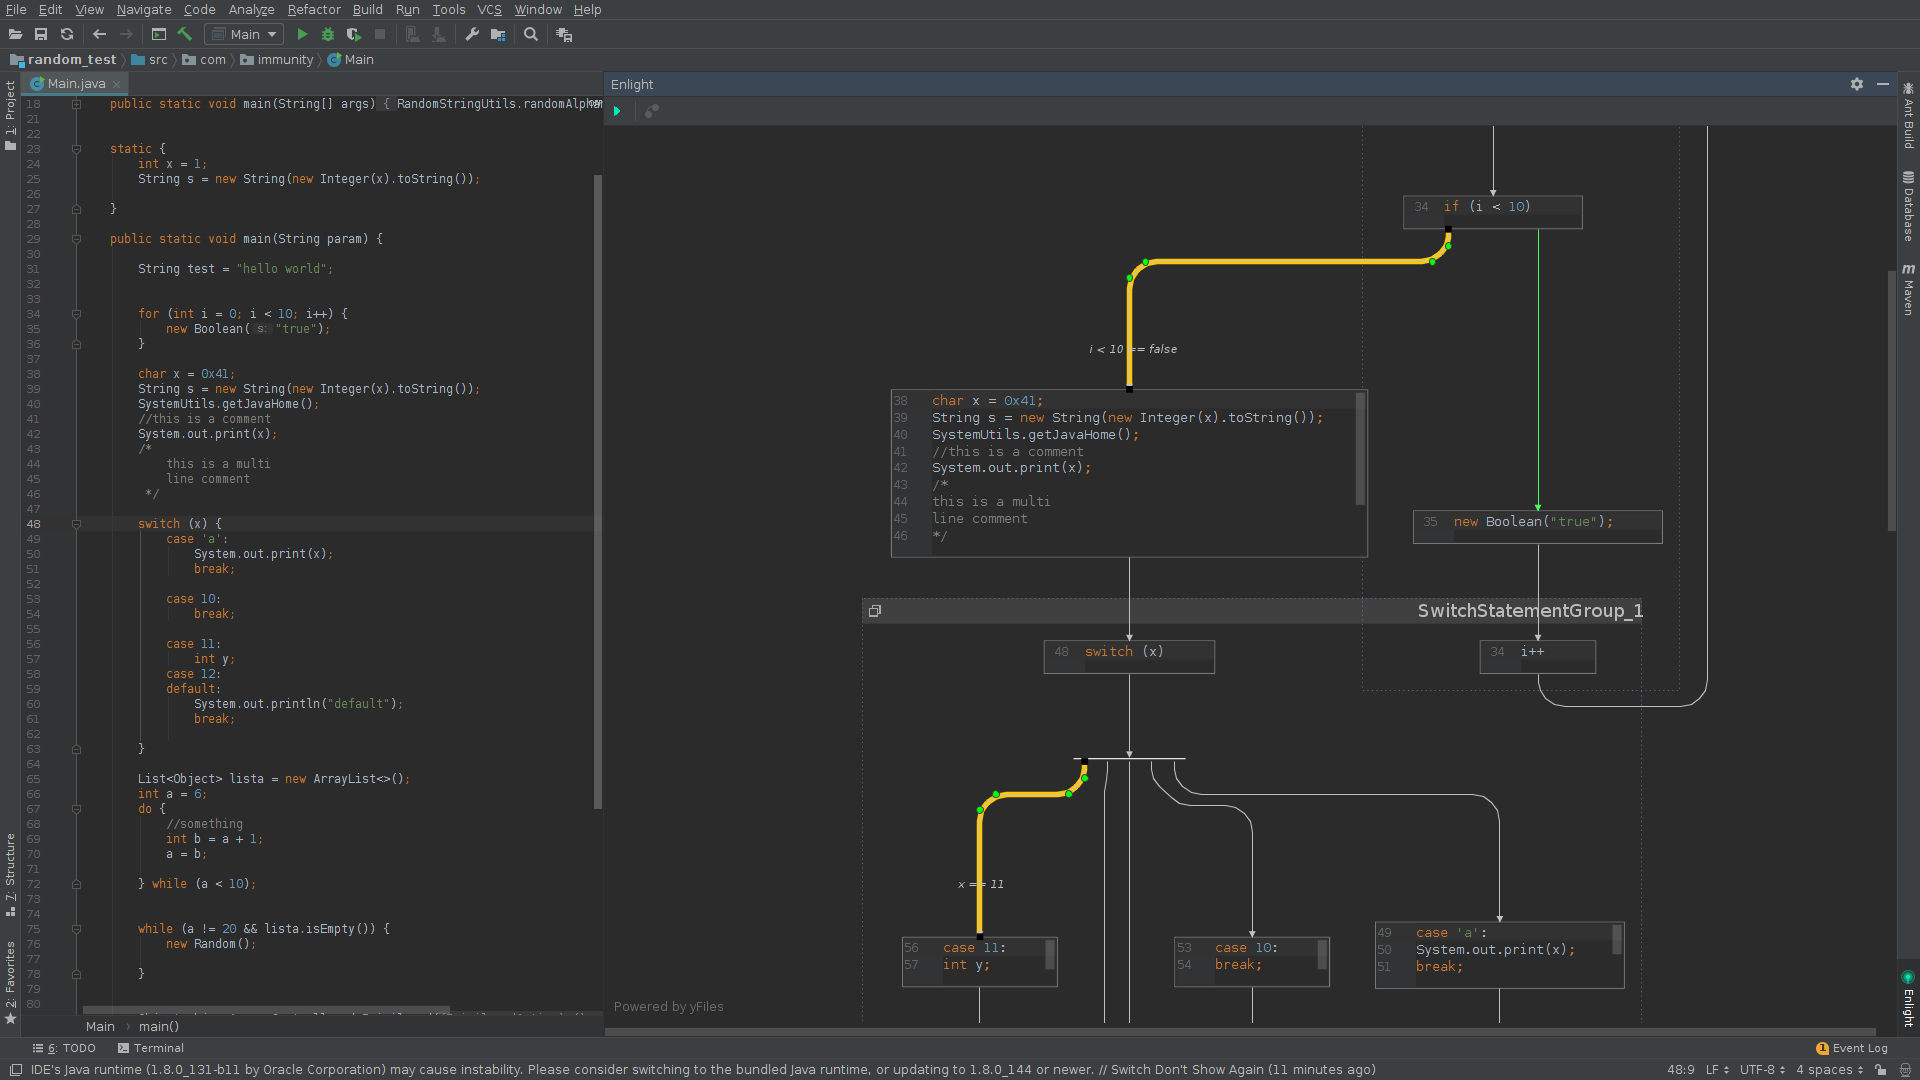 File Edit View Navigate Code Analyze Refactor Build Run Tools VCS Window Help
Main
random_test src com immunity Main
Main.java
1: Project
7: Structure
2: Favorites
18 public static void main(String[] args) { RandomStringUtils.randomAlpha
21
22
23 static {
24 int x = 1;
25 String s = new String(new Integer(x).toString());
26
27 }
28
29 public static void main(String param) {
30
31 String test = "hello world";
32
33
34 for (int i = 0; i < 10; i++) {
35 new Boolean( s: "true");
36 }
37
38 char x = 0x41;
39 String s = new String(new Integer(x).toString());
40 SystemUtils.getJavaHome();
41 //this is a comment
42 System.out.print(x);
43 /*
44 this is a multi
45 line comment
46 */
47
48 switch (x) {
49 case 'a':
50 System.out.print(x);
51 break;
52
53 case 10:
54 break;
55
56 case 11:
57 int y;
58 case 12:
59 default:
60 System.out.println("default");
61 break;
62
63 }
64
65 List<Object> lista = new ArrayList<>();
66 int a = 6;
67 do {
68 //something
69 int b = a + 1;
70 a = b;
71
72 } while (a < 10);
73
74
75 while (a != 20 && lista.isEmpty()) {
76 new Random();
77
78 }
79
80
Main › main()
Enlight
34 if (i < 10)
i < 10 == false
38 char x = 0x41;
39 String s = new String(new Integer(x).toString());
40 SystemUtils.getJavaHome();
41 //this is a comment
42 System.out.print(x);
43 /*
44 this is a multi
45 line comment
46 */
35 new Boolean("true");
SwitchStatementGroup_1
48 switch (x)
34 i++
x == 11
56 case 11:
57 int y;
53 case 10:
54 break;
49 case 'a':
50 System.out.print(x);
51 break;
Powered by yFiles
Ant Build
Database
Maven
Enlight
6: TODO Terminal
1 Event Log
IDE's Java runtime (1.8.0_131-b11 by Oracle Corporation) may cause instability. Please consider switching to the bundled Java runtime, or updating to 1.8.0_144 or newer. // Switch Don't Show Again (11 minutes ago)
48:9 LF UTF-8 4 spaces